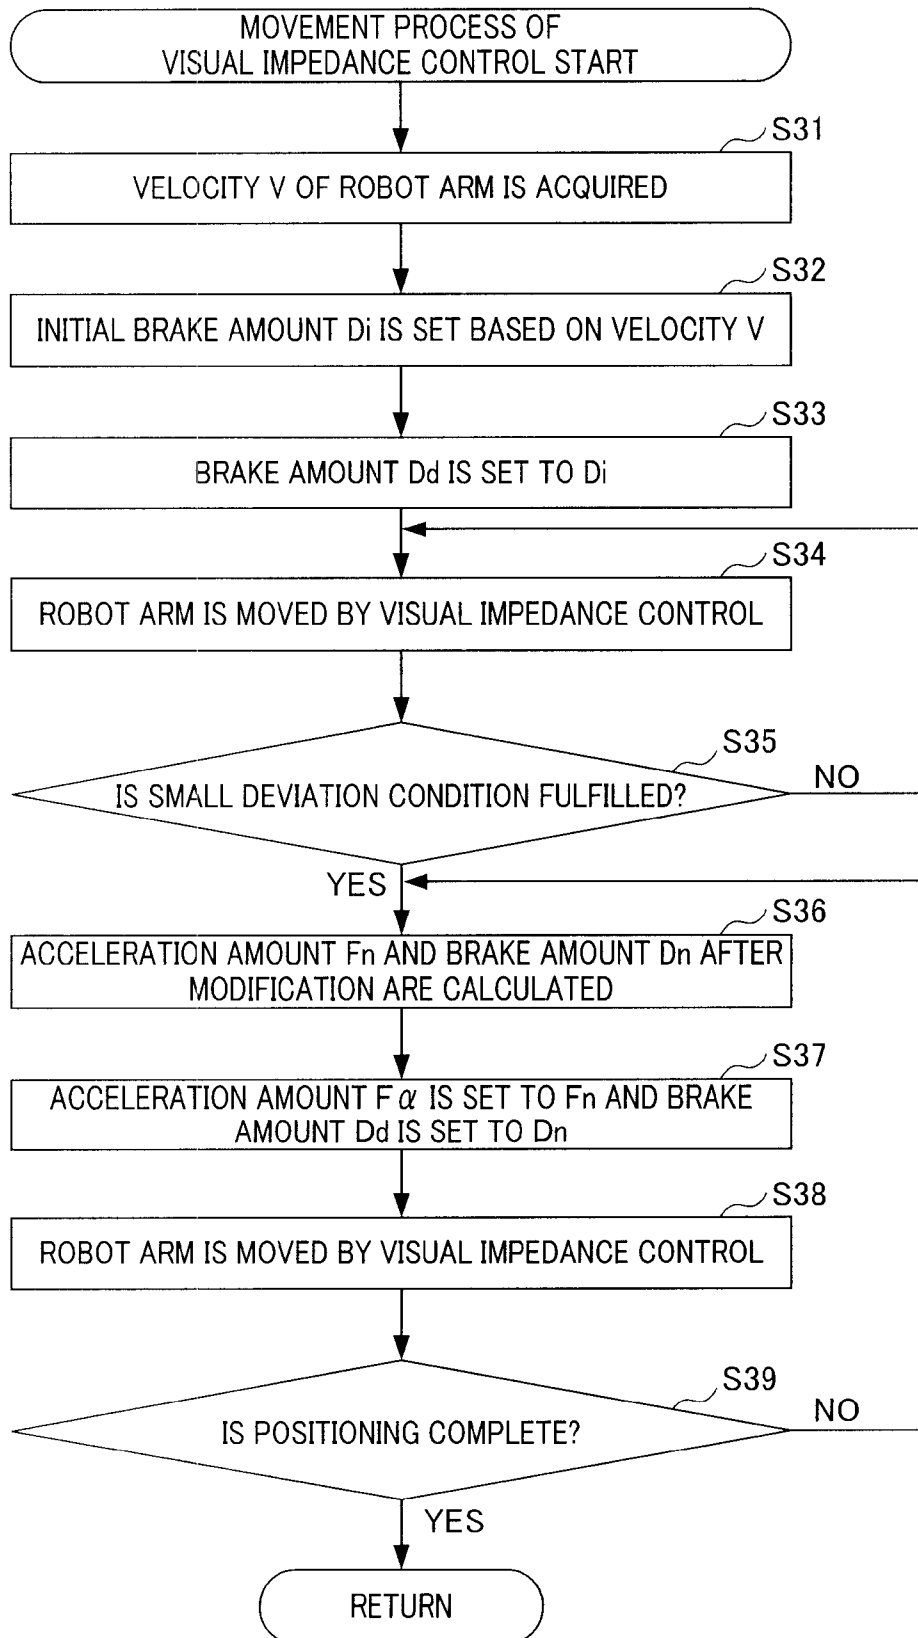 MOVEMENT PROCESS OF
VISUAL IMPEDANCE CONTROL START
S31
VELOCITY V OF ROBOT ARM IS ACQUIRED
S32
INITIAL BRAKE AMOUNT Di IS SET BASED ON VELOCITY V
S33
BRAKE AMOUNT Dd IS SET TO Di
S34
ROBOT ARM IS MOVED BY VISUAL IMPEDANCE CONTROL
S35
IS SMALL DEVIATION CONDITION FULFILLED?
NO
YES
S36
ACCELERATION AMOUNT Fn AND BRAKE AMOUNT Dn AFTER
MODIFICATION ARE CALCULATED
S37
ACCELERATION AMOUNT F α IS SET TO Fn AND BRAKE
AMOUNT Dd IS SET TO Dn
S38
ROBOT ARM IS MOVED BY VISUAL IMPEDANCE CONTROL
S39
IS POSITIONING COMPLETE?
NO
YES
RETURN